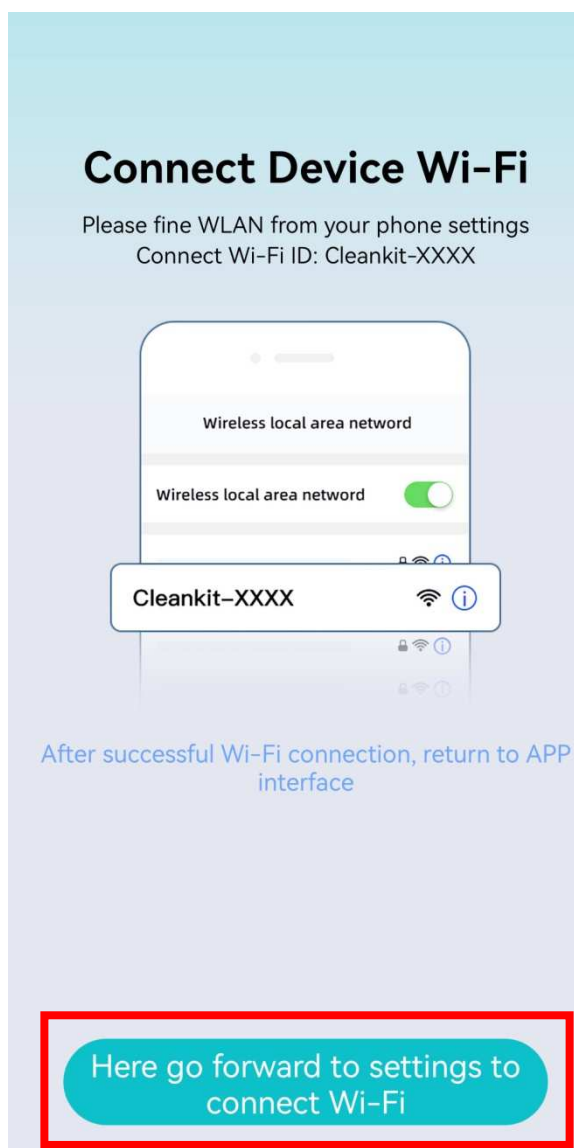 Connect Device Wi-Fi
Please fine WLAN from your phone settings
Connect Wi-Fi ID: Cleankit-XXXX
Wireless local area netword
Wireless local area netword
Cleankit-XXXX
After successful Wi-Fi connection, return to APP
interface
Here go forward to settings to
connect Wi-Fi